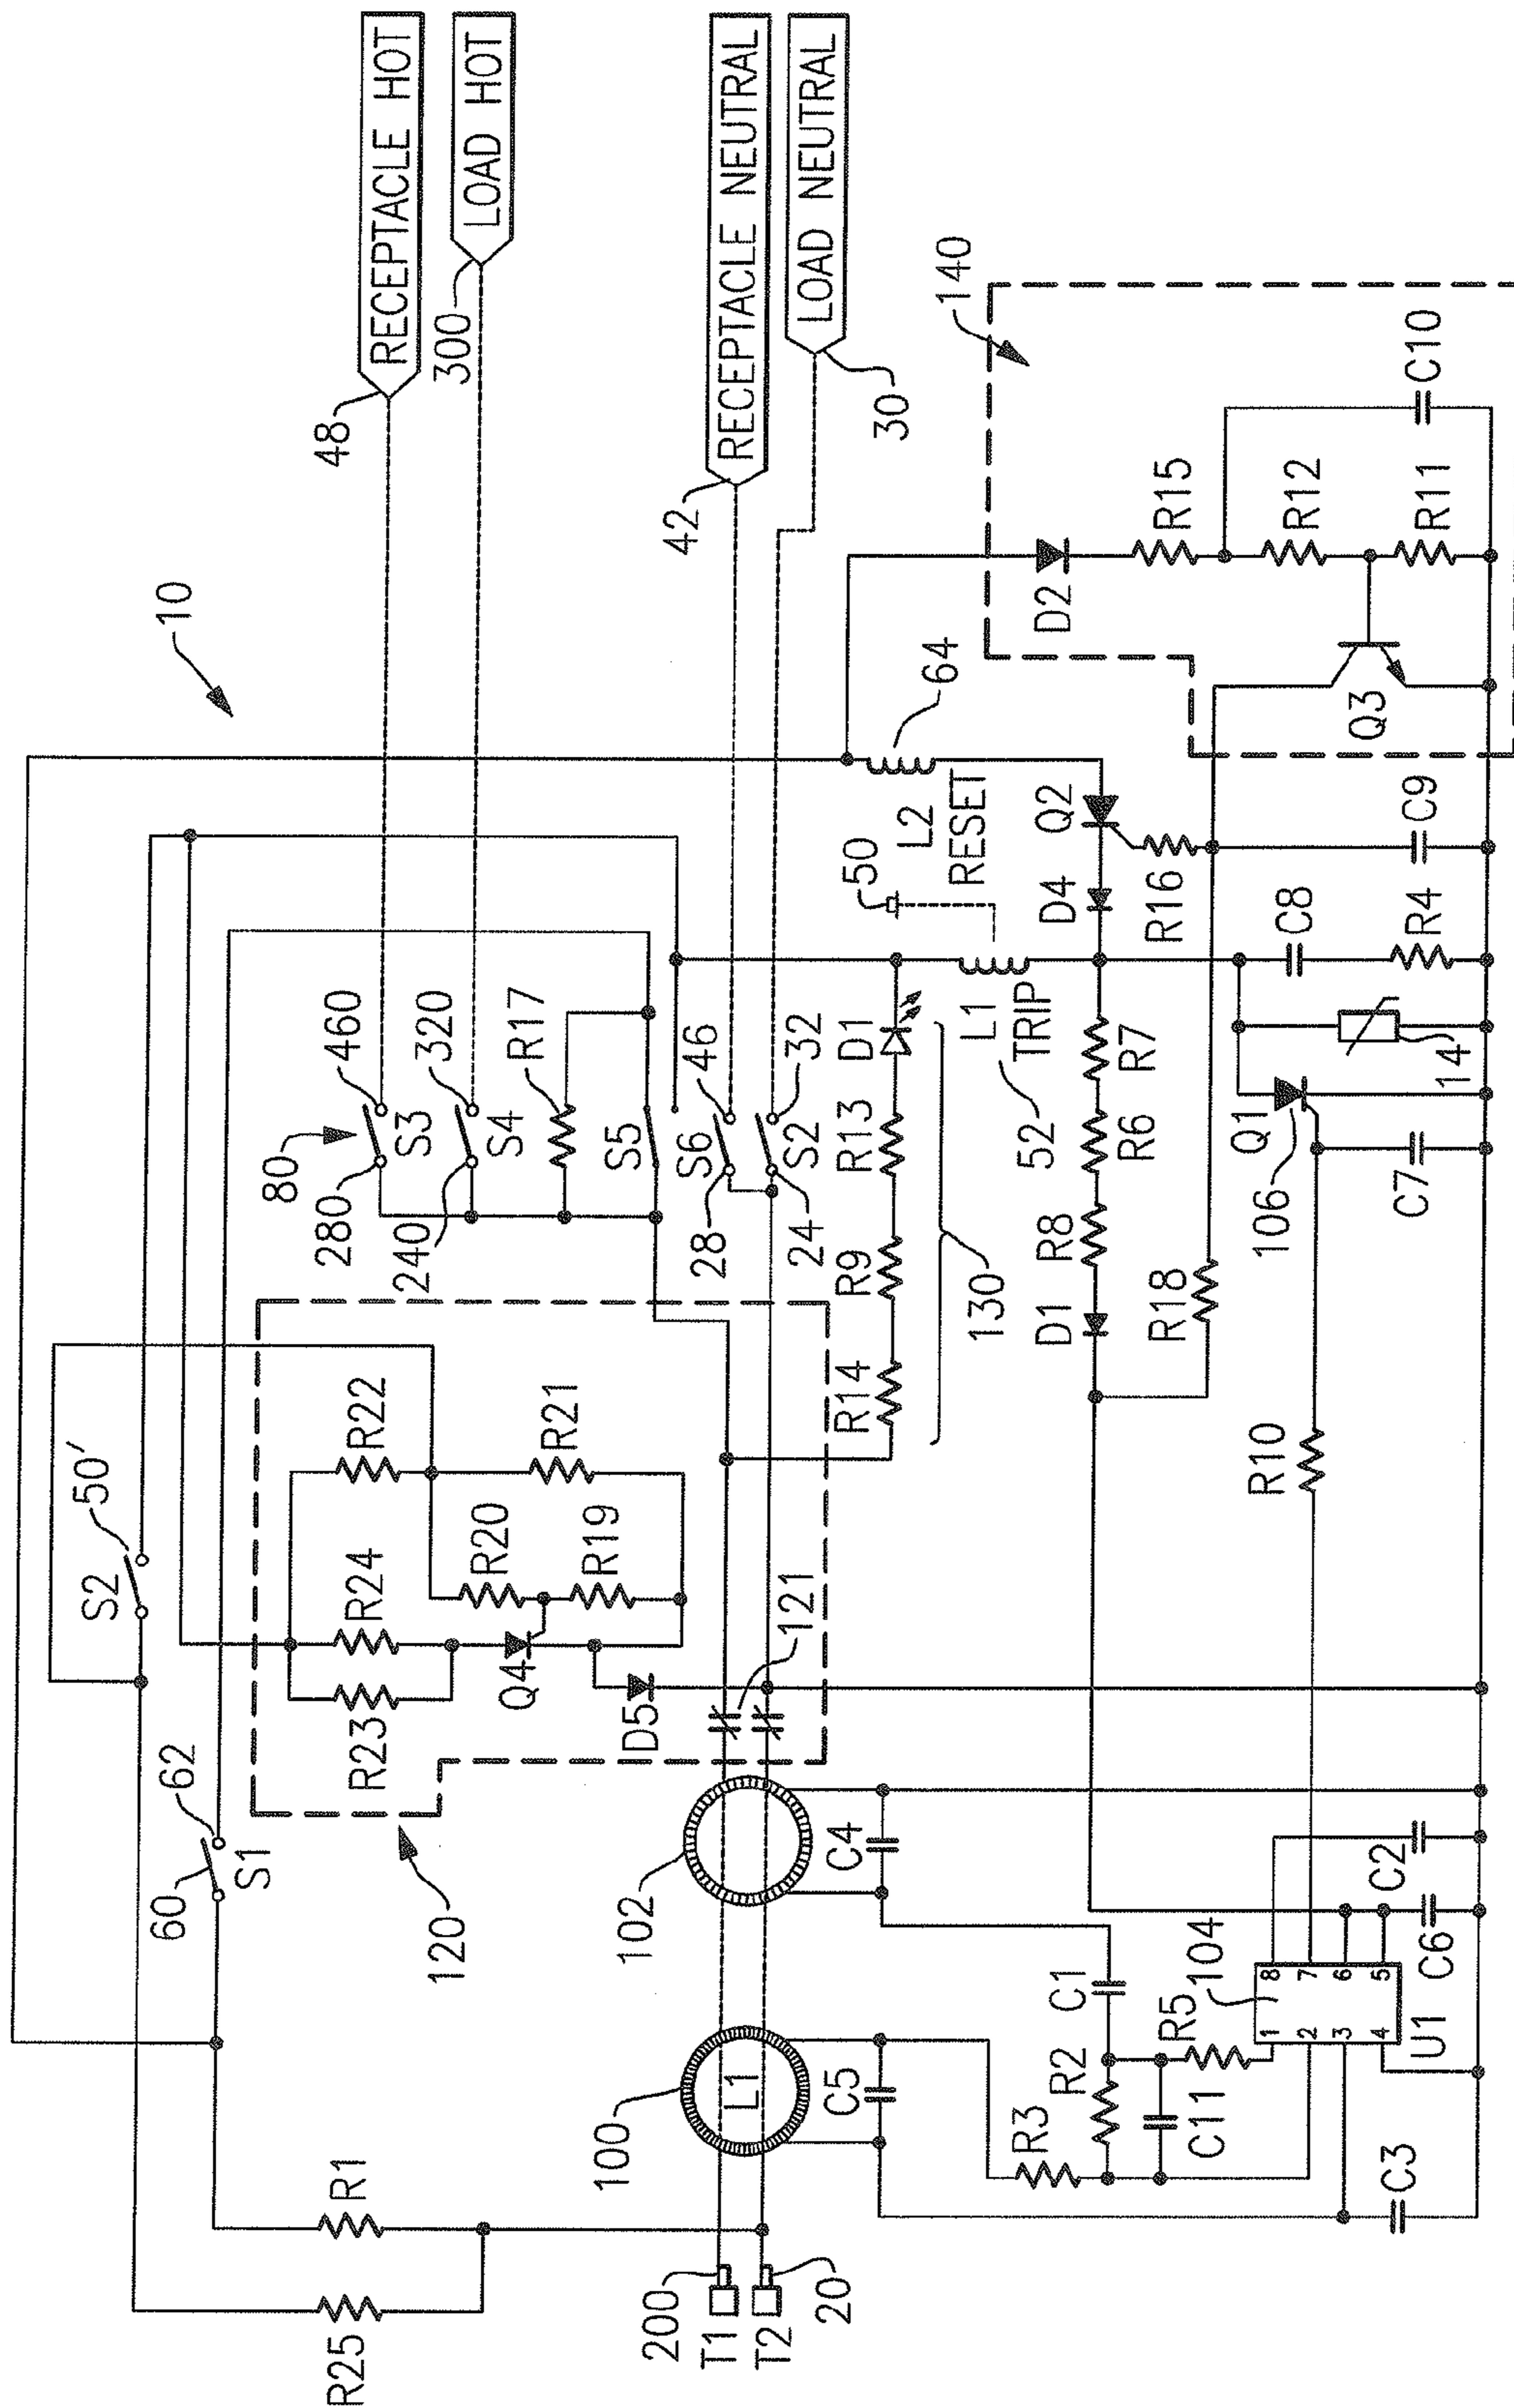 10
RECEPTACLE HOT
48
LOAD HOT
300
RECEPTACLE NEUTRAL
42
LOAD NEUTRAL
30
140
S2
50′
60
62
S1
R25
R1
120
R23
R24
R22
R20
R21
R19
Q4
D5
121
80
280
460
S3
240
320
S4
R17
S5
S6
28
46
24
S2
32
200
T1
T2
20
100
L1
102
C5
C4
R14
R9
R13
D1
130
50
L2
RESET
64
L1
TRIP
52
D1
R8
R6
R7
D4
Q2
R16
R18
D2
R15
R12
R11
C10
Q3
C9
C8
R4
14
Q1
106
C7
R10
R3
R2
C1
C11
R5
104
1
2
3
4
8
7
6
5
U1
C3
C6
C2